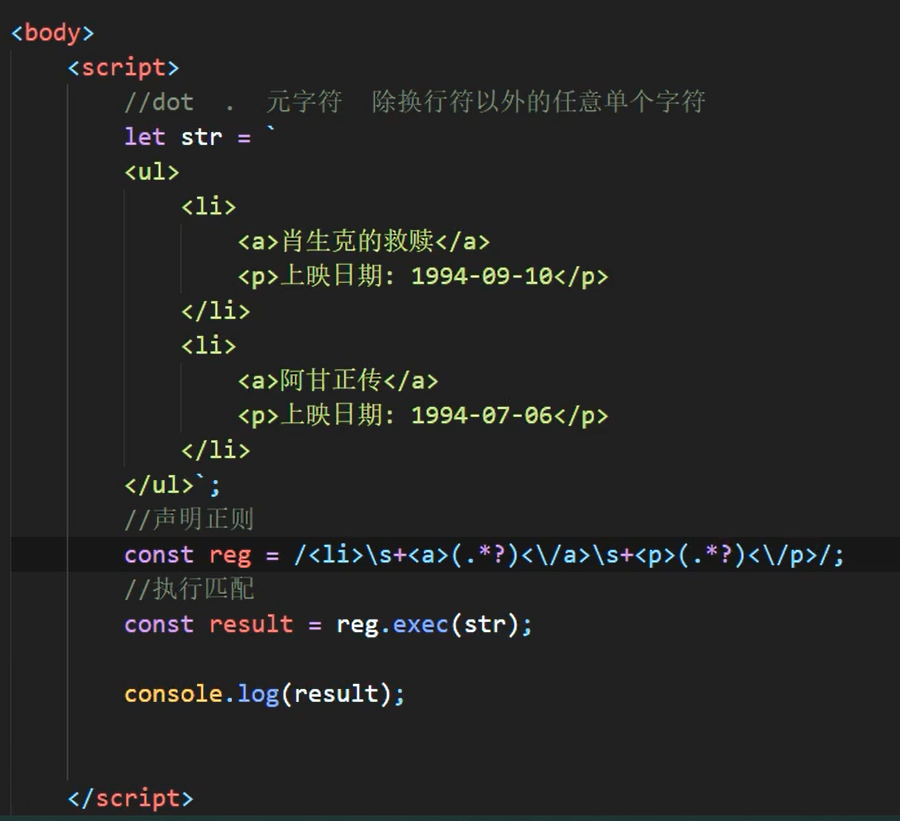 <body>
<script>
//dot  .  元字符  除换行符以外的任意单个字符
let str = `
<ul>
<li>
<a>肖生克的救赎</a>
<p>上映日期: 1994-09-10</p>
</li>
<li>
<a>阿甘正传</a>
<p>上映日期: 1994-07-06</p>
</li>
</ul>`;
//声明正则
const reg = /<li>\s+<a>(.*?)<\/a>\s+<p>(.*?)<\/p>/;
//执行匹配
const result = reg.exec(str);
console.log(result);
</script>